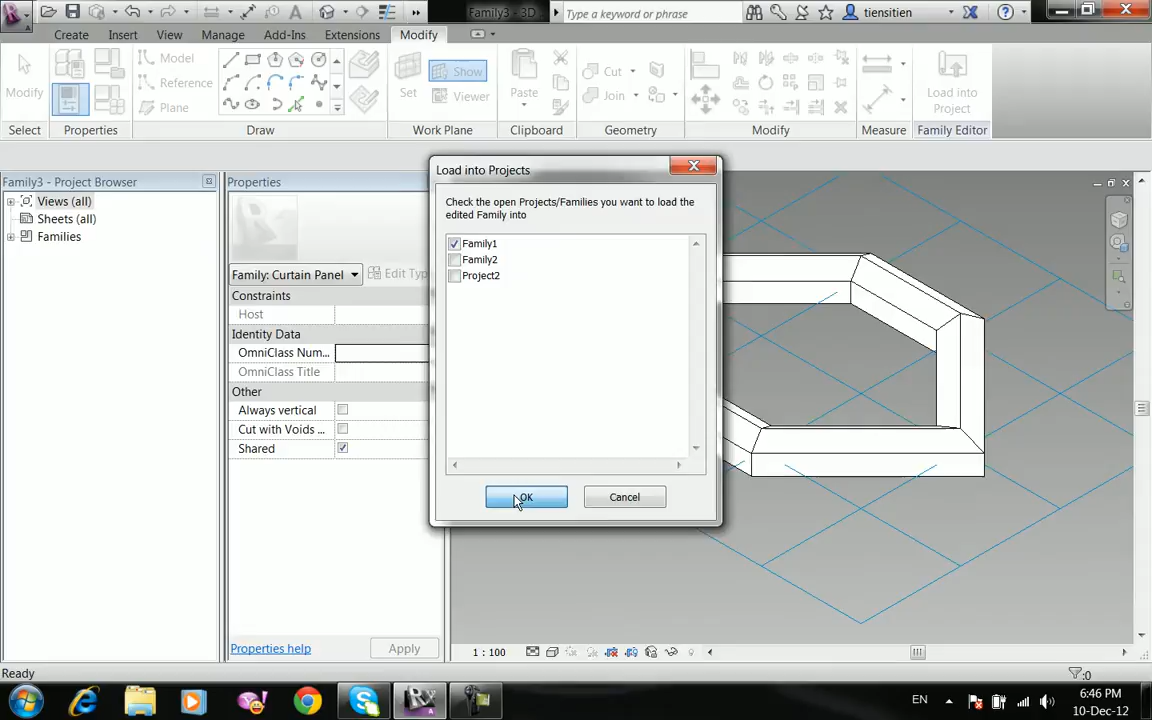 Family3 - 3D
Type a keyword or phrase
tiensitien
Create Insert View Manage Add-Ins Extensions Modify
Modify
Model
Reference
Plane
Set
Show
Viewer
Paste
Cut
Join
Load into
Project
Select
Properties
Draw
Work Plane
Clipboard
Geometry
Modify
Measure
Family Editor
Family3 - Project Browser
Views (all)
Sheets (all)
Families
Properties
Family: Curtain Panel
Edit Typ
Constraints
Host
Identity Data
OmniClass Num...
OmniClass Title
Other
Always vertical
Cut with Voids ...
Shared
Properties help
Apply
Load into Projects
Check the open Projects/Families you want to load the
edited Family into
Family1
Family2
Project2
OK
Cancel
1 : 100
Ready
:0
EN
6:46 PM
10-Dec-12